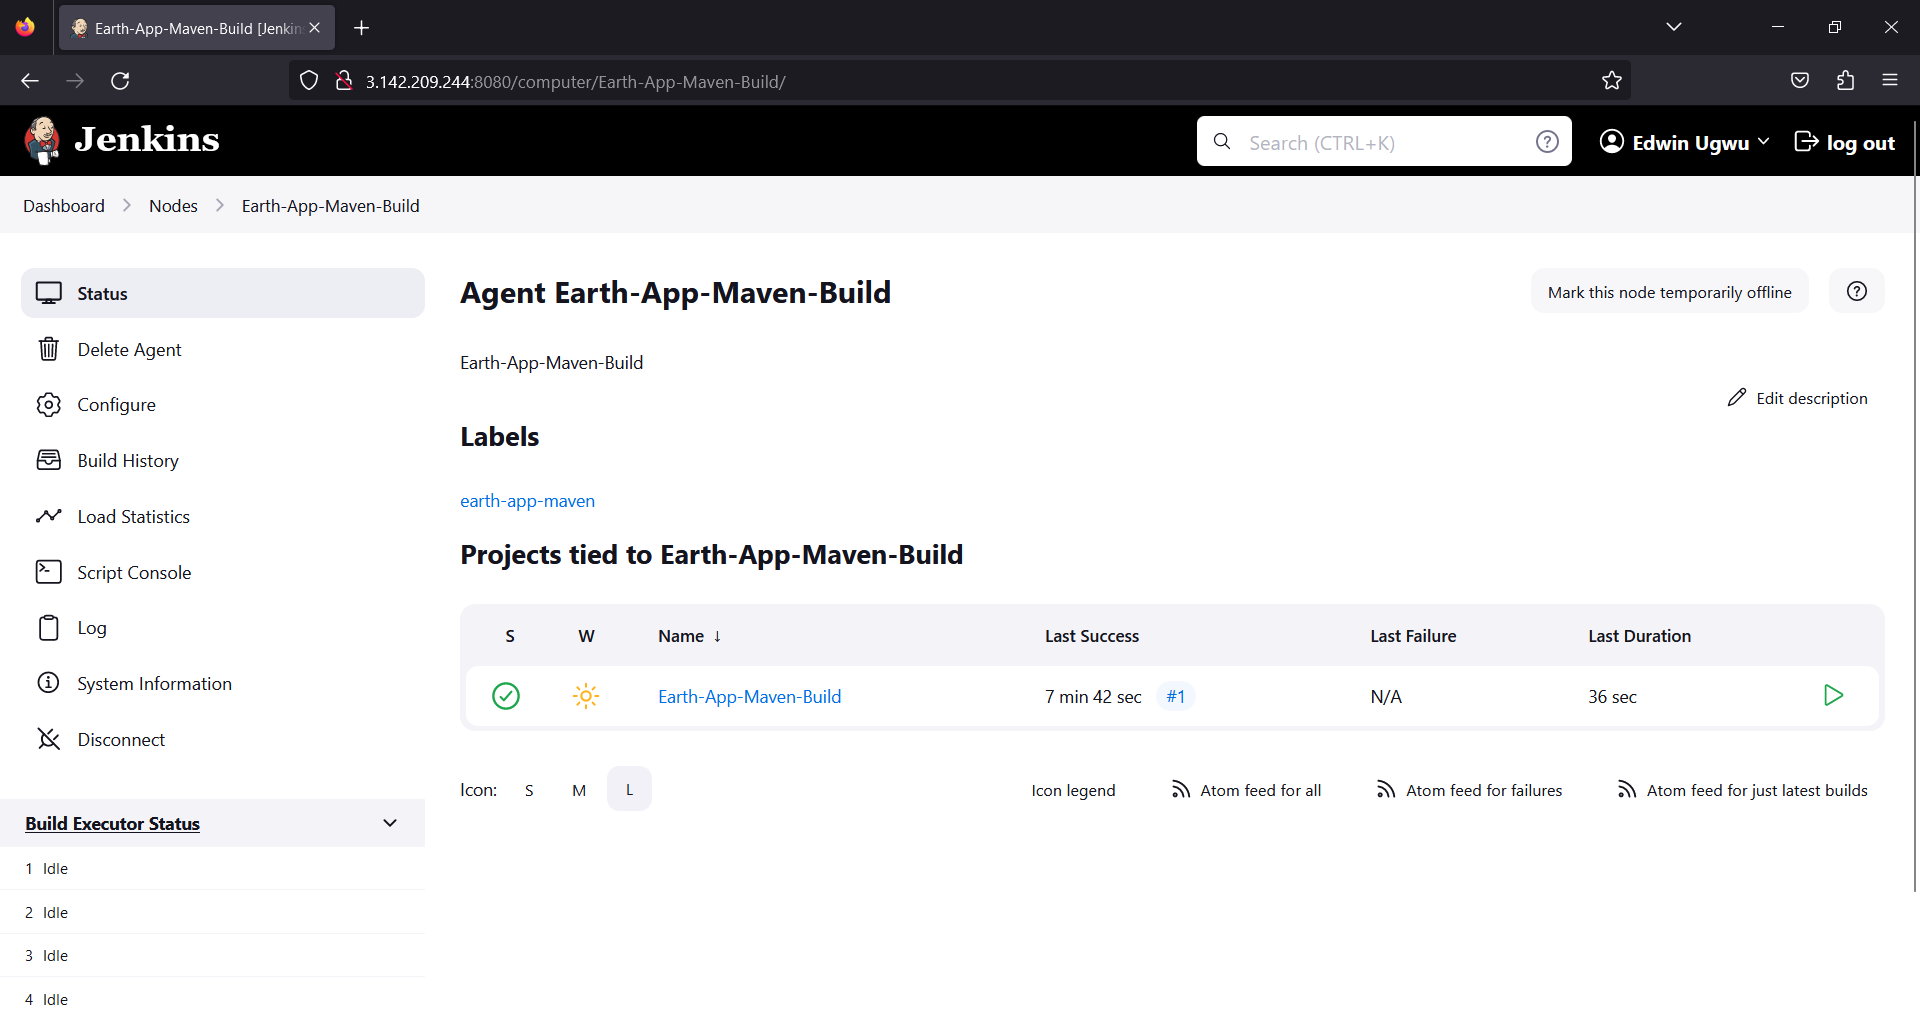 Earth-App-Maven-Build [Jenkin
3.142.209.244:8080/computer/Earth-App-Maven-Build/
Jenkins
Search (CTRL+K)
Edwin Ugwu
log out
Dashboard
Nodes
Earth-App-Maven-Build
Status
Delete Agent
Configure
Build History
Load Statistics
Script Console
Log
System Information
Disconnect
Build Executor Status
1 Idle
2 Idle
3 Idle
4 Idle
Agent Earth-App-Maven-Build
Mark this node temporarily offline
Earth-App-Maven-Build
Edit description
Labels
earth-app-maven
Projects tied to Earth-App-Maven-Build
S W Name ↓ Last Success Last Failure Last Duration
Earth-App-Maven-Build 7 min 42 sec #1 N/A 36 sec
Icon: S M L
Icon legend
Atom feed for all
Atom feed for failures
Atom feed for just latest builds